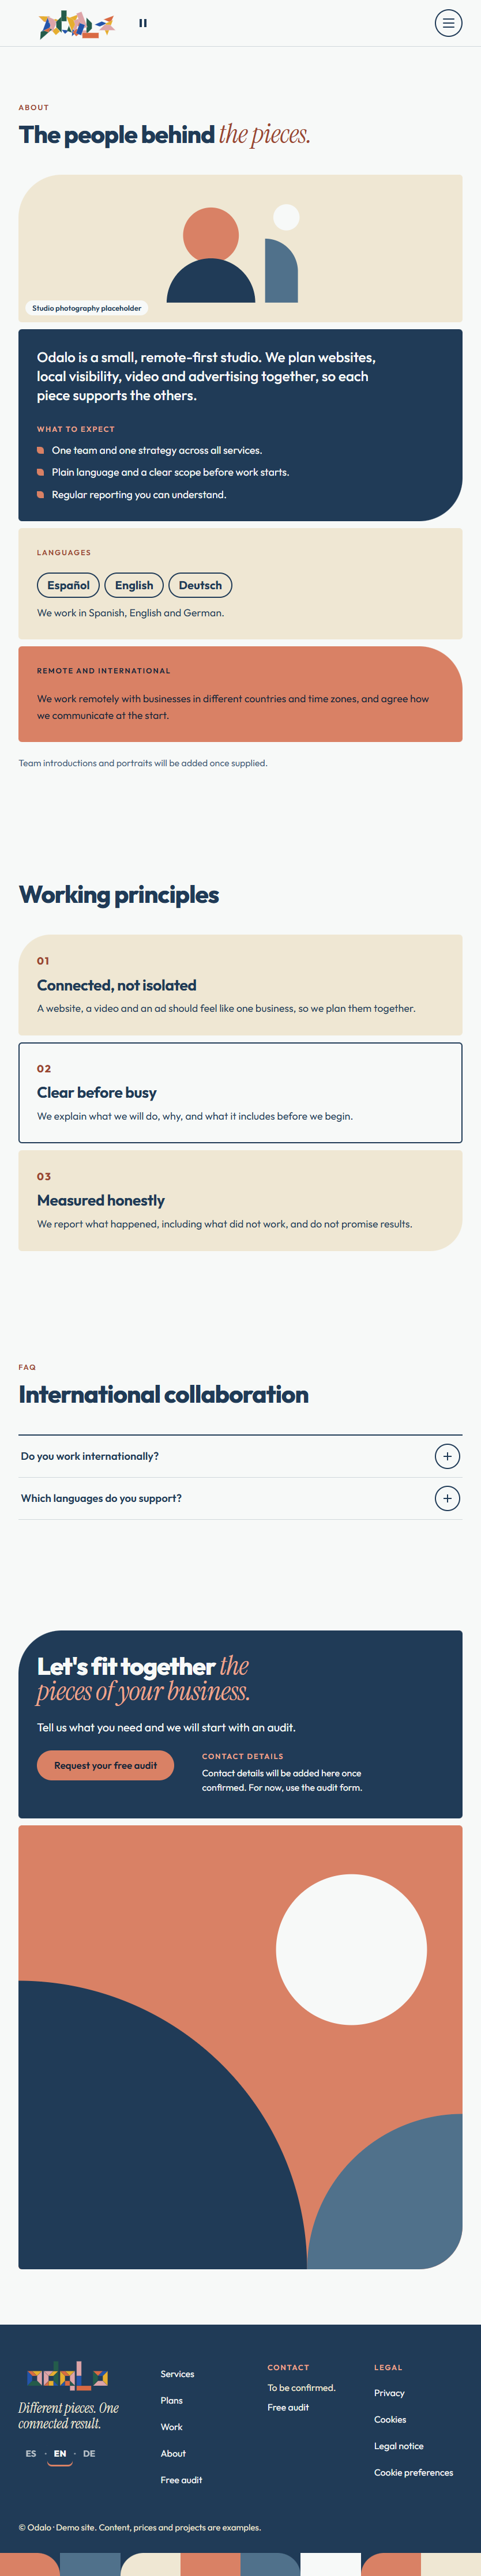 odalo
ABOUT
The people behind the pieces.
Studio photography placeholder
Odalo is a small, remote-first studio. We plan websites,
local visibility, video and advertising together, so each
piece supports the others.
WHAT TO EXPECT
One team and one strategy across all services.
Plain language and a clear scope before work starts.
Regular reporting you can understand.
LANGUAGES
Español English Deutsch
We work in Spanish, English and German.
REMOTE AND INTERNATIONAL
We work remotely with businesses in different countries and time zones, and agree how
we communicate at the start.
Team introductions and portraits will be added once supplied.
Working principles
01
Connected, not isolated
A website, a video and an ad should feel like one business, so we plan them together.
02
Clear before busy
We explain what we will do, why, and what it includes before we begin.
03
Measured honestly
We report what happened, including what did not work, and do not promise results.
FAQ
International collaboration
Do you work internationally?
Which languages do you support?
Let's fit together the
pieces of your business.
Tell us what you need and we will start with an audit.
Request your free audit
CONTACT DETAILS
Contact details will be added here once
confirmed. For now, use the audit form.
odalo
Different pieces. One
connected result.
ES · EN · DE
Services
Plans
Work
About
Free audit
CONTACT
To be confirmed.
Free audit
LEGAL
Privacy
Cookies
Legal notice
Cookie preferences
© Odalo · Demo site. Content, prices and projects are examples.